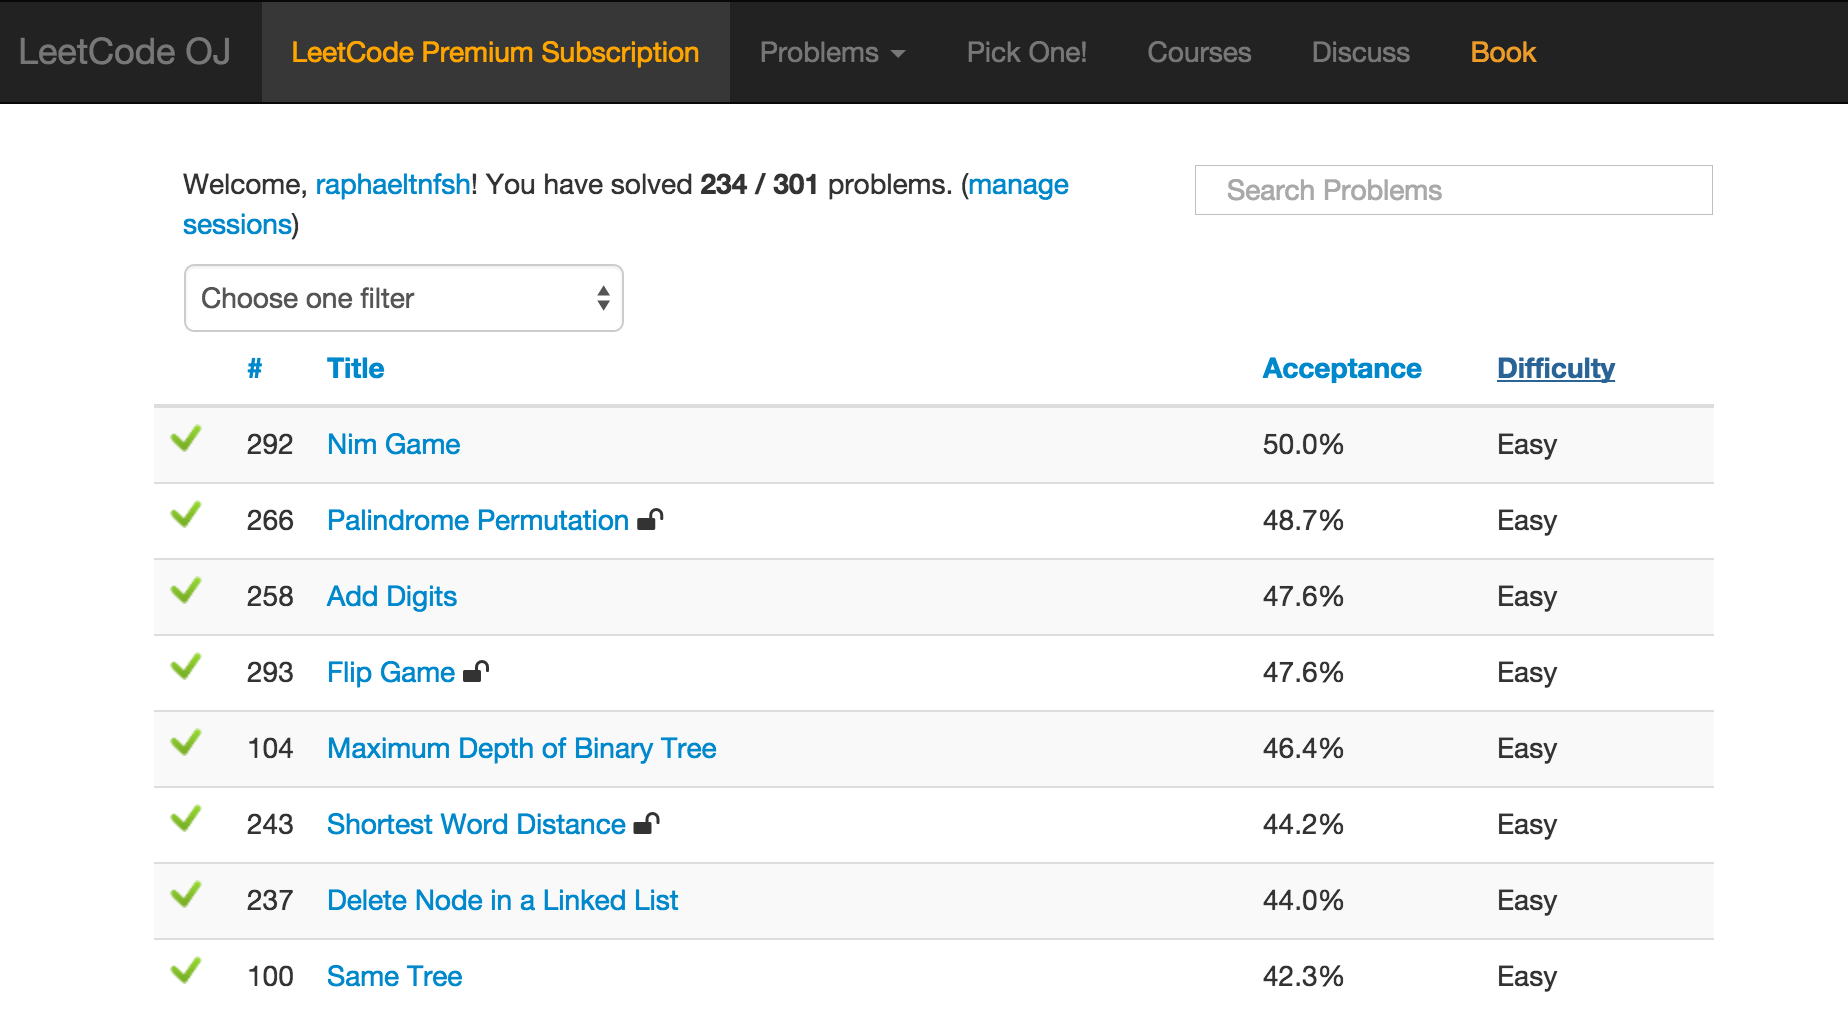 LeetCode OJ LeetCode Premium Subscription Problems Pick One! Courses Discuss Book
Welcome, raphaeltnfsh! You have solved 234 / 301 problems. (manage
sessions)
Search Problems
Choose one filter
# Title Acceptance Difficulty
292 Nim Game 50.0% Easy
266 Palindrome Permutation 48.7% Easy
258 Add Digits 47.6% Easy
293 Flip Game 47.6% Easy
104 Maximum Depth of Binary Tree 46.4% Easy
243 Shortest Word Distance 44.2% Easy
237 Delete Node in a Linked List 44.0% Easy
100 Same Tree 42.3% Easy